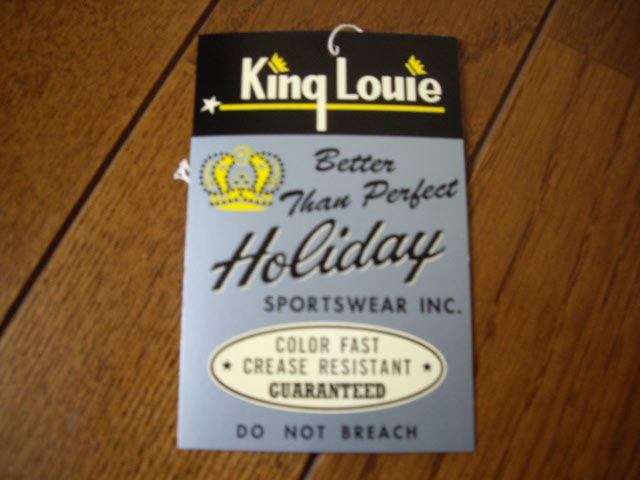 King Louie
Better
Than Perfect
Holiday
SPORTSWEAR INC.
COLOR FAST
CREASE RESISTANT
GUARANTEED
DO NOT BREACH